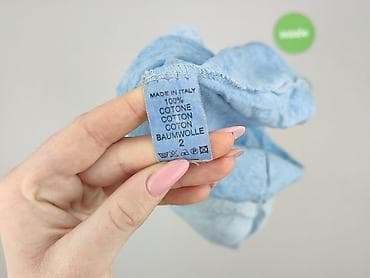 MADE IN ITALY
100%
COTONE
COTTON
COTON
BAUMWOLLE
2